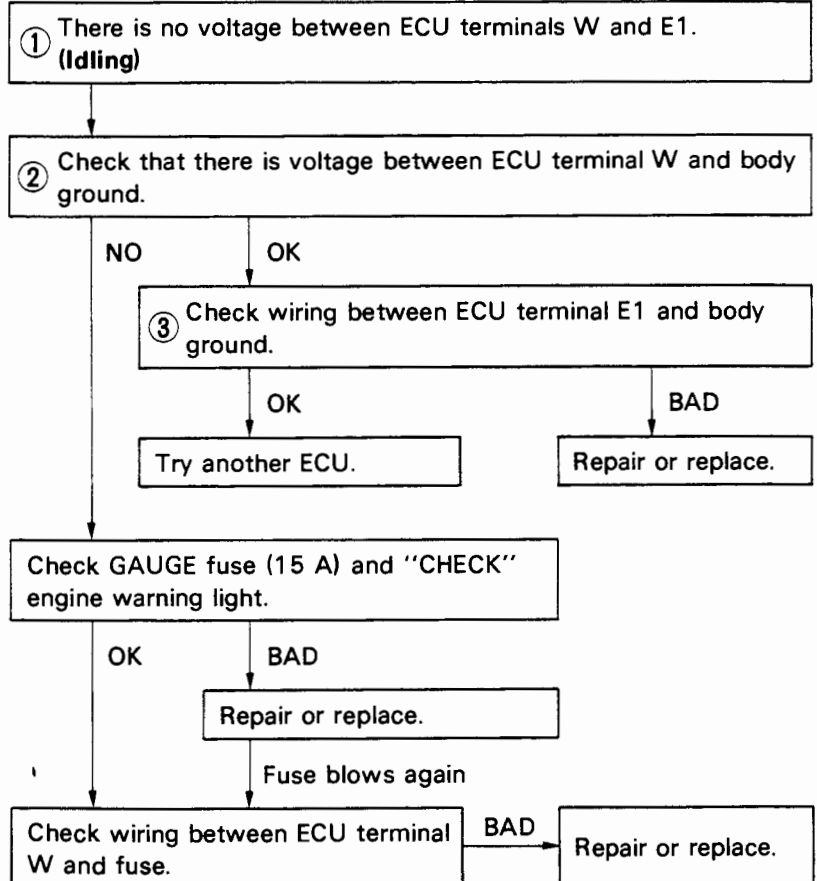 ① There is no voltage between ECU terminals W and E1.
(Idling)
② Check that there is voltage between ECU terminal W and body
ground.
NO
OK
③ Check wiring between ECU terminal E1 and body
ground.
OK
BAD
Try another ECU.
Repair or replace.
Check GAUGE fuse (15 A) and ''CHECK''
engine warning light.
OK
BAD
Repair or replace.
Fuse blows again
Check wiring between ECU terminal
W and fuse.
BAD
Repair or replace.